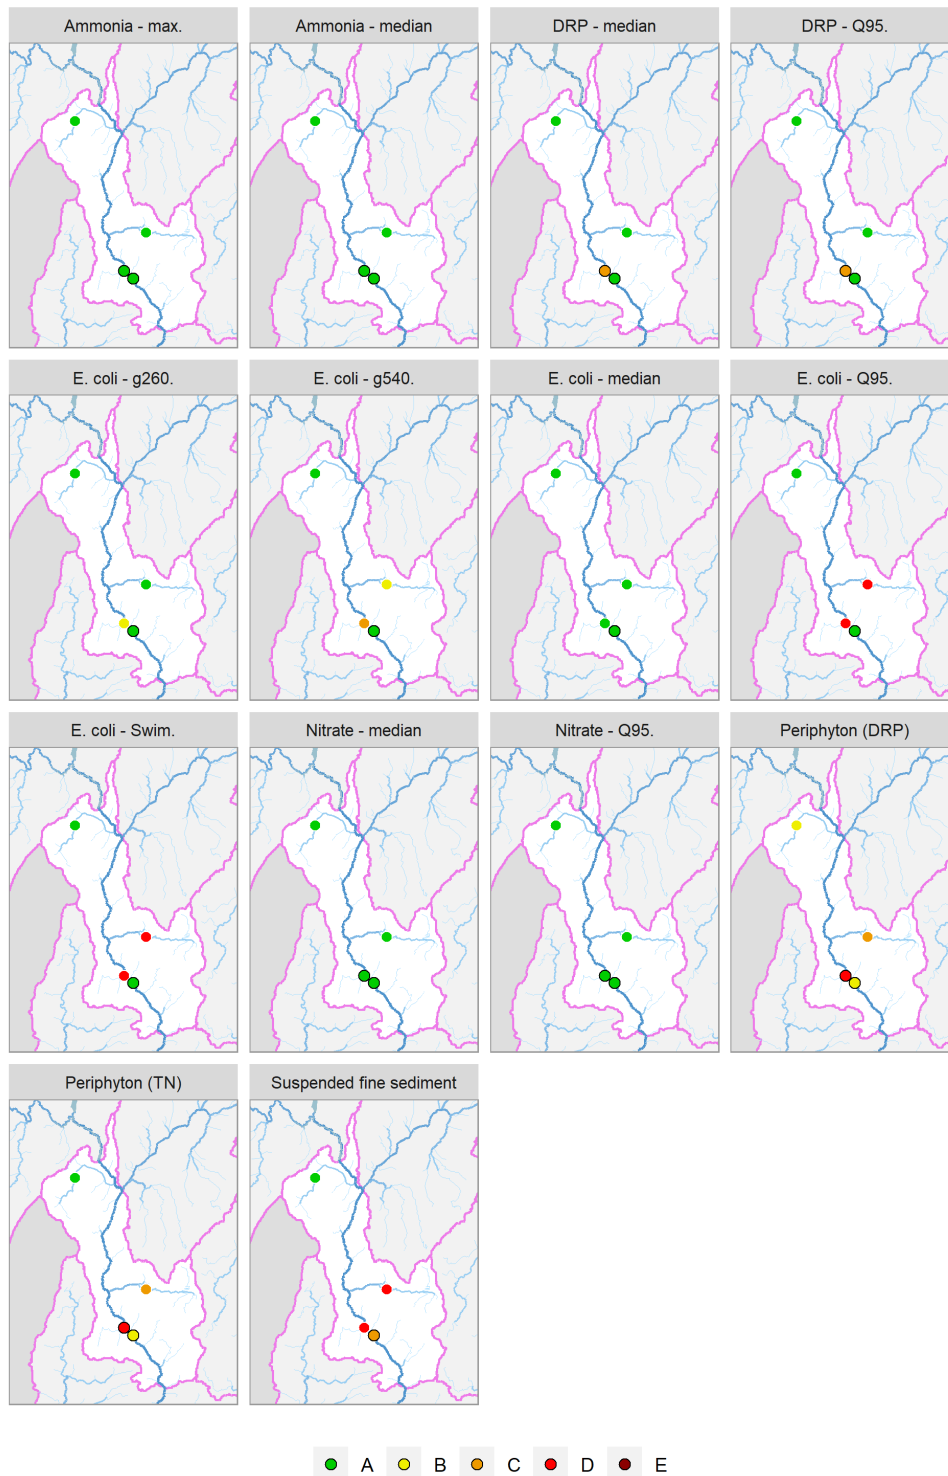 Ammonia - max.
Ammonia - median
DRP - median
DRP - Q95.
E. coli - g260.
E. coli - g540.
E. coli - median
E. coli - Q95.
E. coli - Swim.
Nitrate - median
Nitrate - Q95.
Periphyton (DRP)
Periphyton (TN)
Suspended fine sediment
A B C D E